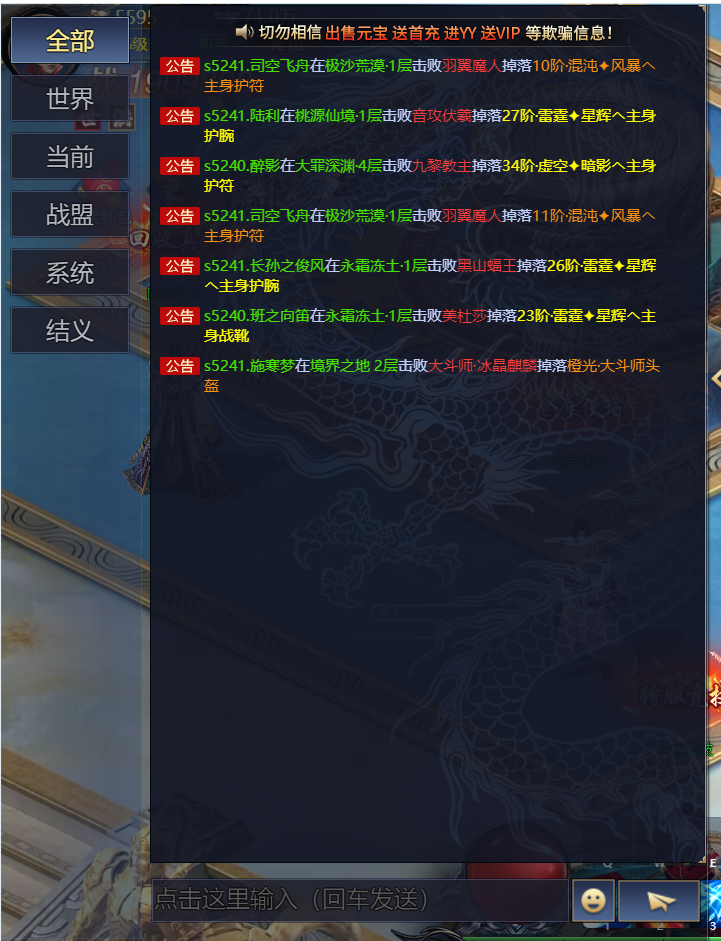 全部
世界
当前
战盟
系统
结义
切勿相信 出售元宝 送首充 进YY 送VIP 等欺骗信息!
公告 s5241.司空飞舟在极沙荒漠·1层击败羽翼魔人掉落10阶·混沌✦风暴へ
主身护符
公告 s5241.陆利在桃源仙境·1层击败音攻伏羲掉落27阶·雷霆✦星辉へ主身
护腕
公告 s5240.醉影在大罪深渊·4层击败九黎教主掉落34阶·虚空✦暗影へ主身
护符
公告 s5241.司空飞舟在极沙荒漠·1层击败羽翼魔人掉落11阶·混沌✦风暴へ
主身护符
公告 s5241.长孙之俊风在永霜冻土·1层击败黑山蝠王掉落26阶·雷霆✦星辉
へ主身护腕
公告 s5240.班之向笛在永霜冻土·1层击败美杜莎掉落23阶·雷霆✦星辉へ主
身战靴
公告 s5241.施寒梦在境界之地 2层击败大斗师·冰晶麒麟掉落橙光·大斗师头
盔
点击这里输入（回车发送）
Q
W
E
2
3